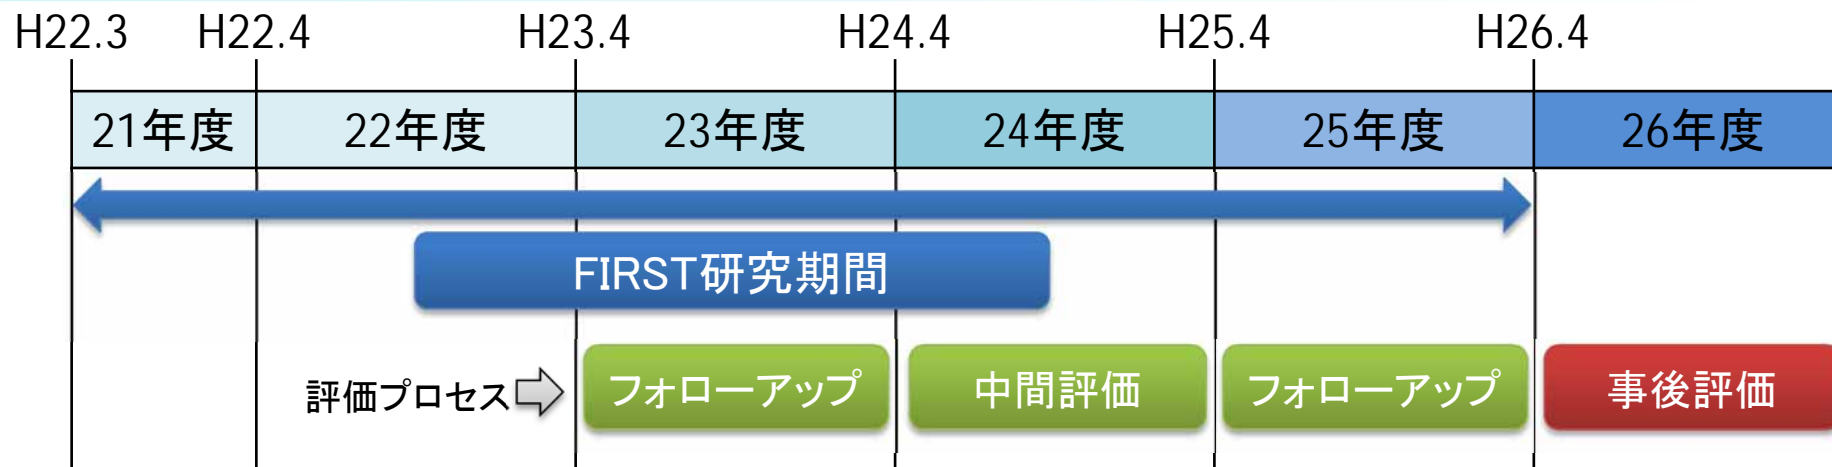 H22.3 H22.4 H23.4 H24.4 H25.4 H26.4
21年度 22年度 23年度 24年度 25年度 26年度
FIRST研究期間
評価プロセス フォローアップ 中間評価 フォローアップ 事後評価